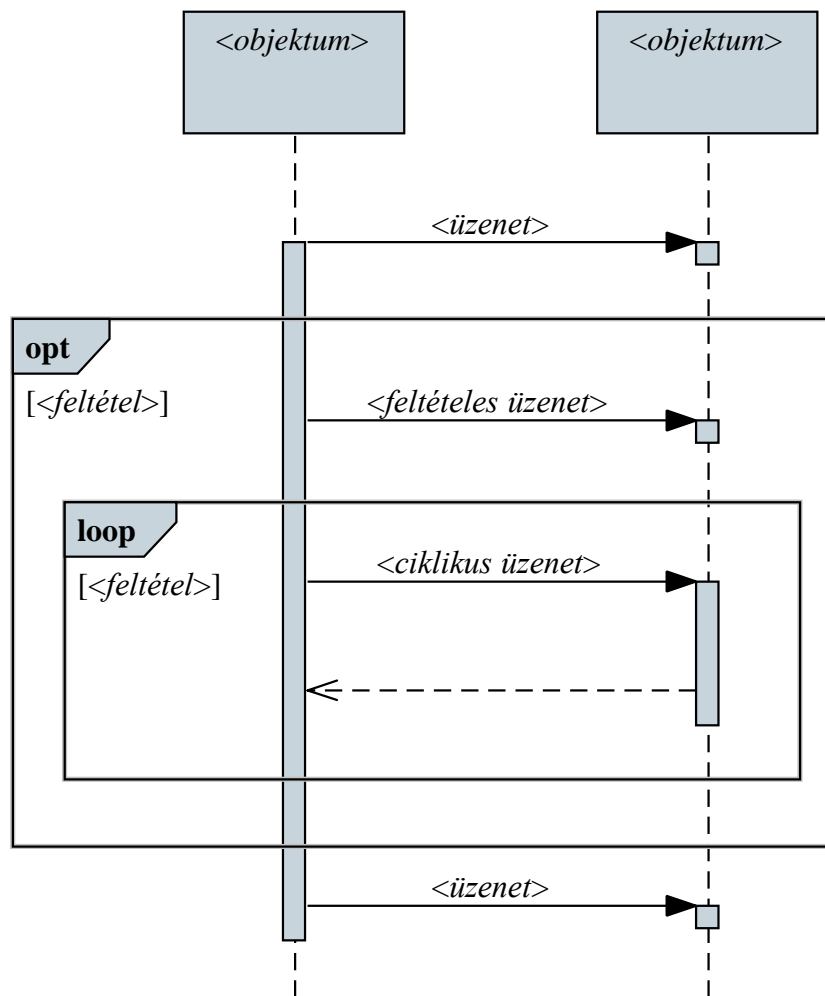 <objektum>
<objektum>
<üzenet>
opt
[<feltétel>]
<feltételes üzenet>
loop
[<feltétel>]
<ciklikus üzenet>
<üzenet>